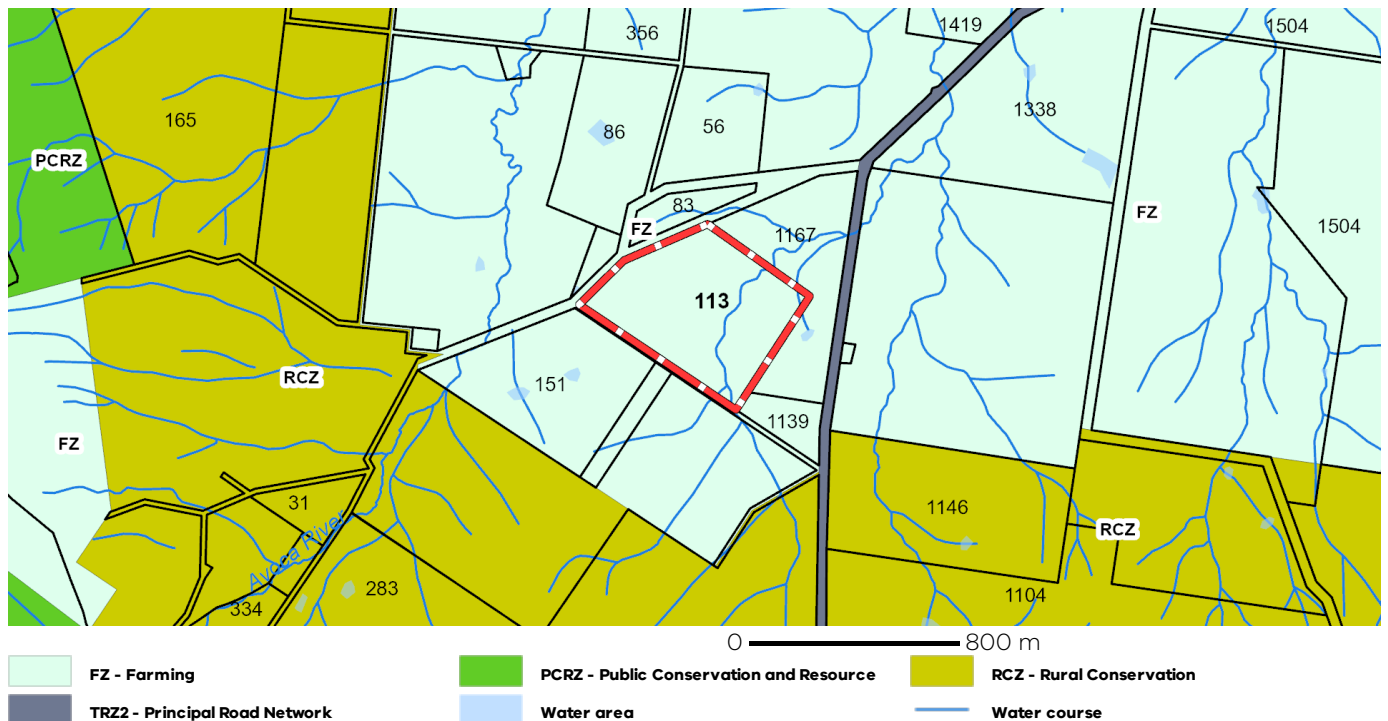 356
1419
1504
165
86
56
1338
PCRZ
83
FZ
FZ
1167
1504
113
RCZ
151
1139
FZ
31
1146
RCZ
Avoca River
283
334
1104
0 800 m
FZ - Farming
PCRZ - Public Conservation and Resource
RCZ - Rural Conservation
TRZ2 - Principal Road Network
Water area
Water course